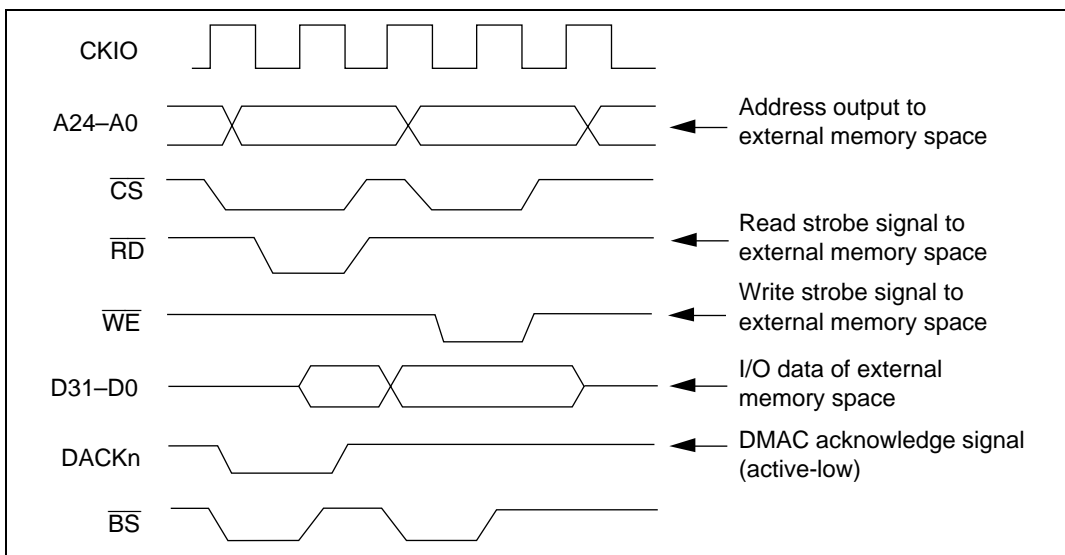 CKIO
A24–A0
Address output to
external memory space
CS
RD
Read strobe signal to
external memory space
WE
Write strobe signal to
external memory space
D31–D0
I/O data of external
memory space
DACKn
DMAC acknowledge signal
(active-low)
BS